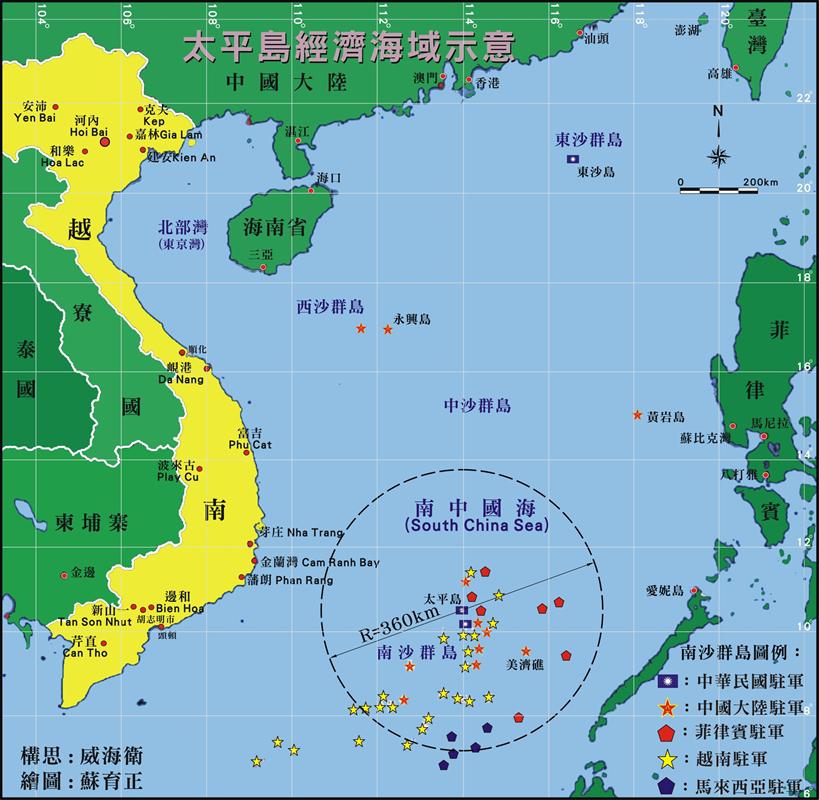 太平島經濟海域示意
104°
106°
108°
110°
112°
114°
116°
118°
120°
中國大陸
澳門
香港
汕頭
澎湖
臺灣
高雄
22
安沛
Yen Bai
河內
Hoi Bai
克夫
Kep
嘉林Gia Lam
和樂
Hoa Lac
建安Kien An
湛江
海口
東沙群島
東沙島
N
0 200km
20
越
北部灣
(東京灣)
海南省
三亞
18
西沙群島
永興島
寮
國
泰
國
順化
峴港
Da Nang
16
菲
律
賓
中沙群島
黃岩島
蘇比克灣
馬尼拉
八打雅
14
富吉
Phu Cat
波來古
Play Cu
南
南中國海
(South China Sea)
柬埔寨
金邊
12
芽庄 Nha Trang
金蘭灣 Cam Ranh Bay
潘朗 Phan Rang
愛妮島
太平島
R=360km
新山
Tan Son Nhut
邊和
Bien Hoa
胡志明市
頭頓
芹直
Can Tho
10
南沙群島
美濟礁
南沙群島圖例：
：中華民國駐軍
：中國大陸駐軍
：菲律賓駐軍
：越南駐軍
：馬來西亞駐軍
8
6
構思：威海衛
繪圖：蘇育正